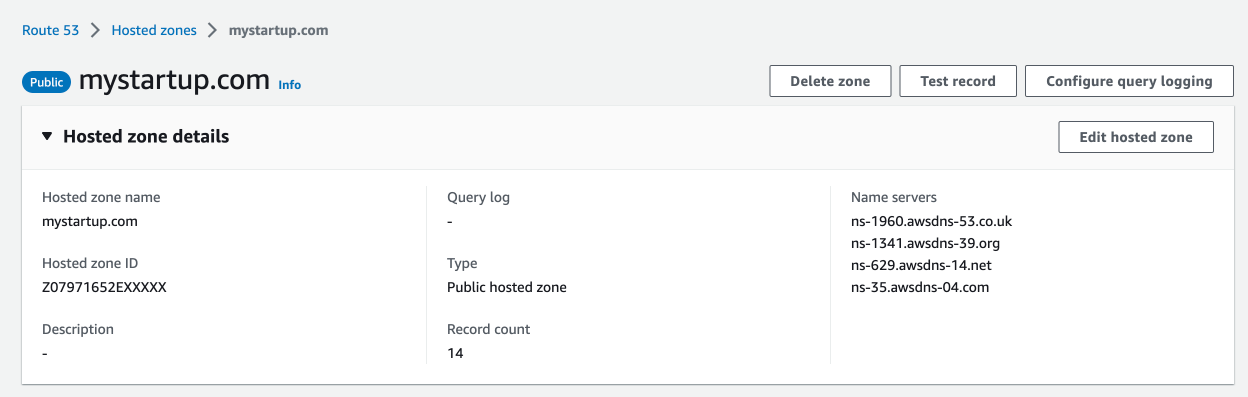 Route 53 > Hosted zones > mystartup.com
Public mystartup.com Info
Delete zone
Test record
Configure query logging
Hosted zone details
Edit hosted zone
Hosted zone name
mystartup.com
Hosted zone ID
Z07971652EXXXXX
Description
-
Query log
-
Type
Public hosted zone
Record count
14
Name servers
ns-1960.awsdns-53.co.uk
ns-1341.awsdns-39.org
ns-629.awsdns-14.net
ns-35.awsdns-04.com